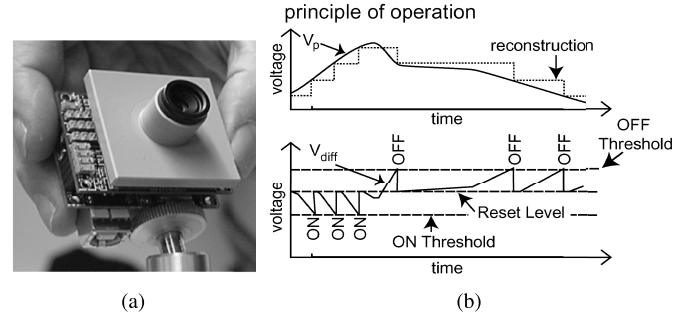 principle of operation
voltage
Vp
reconstruction
time
voltage
Vdiff
OFF
OFF
OFF
OFF
Threshold
ON
ON
ON
Reset Level
ON Threshold
time
(a)
(b)